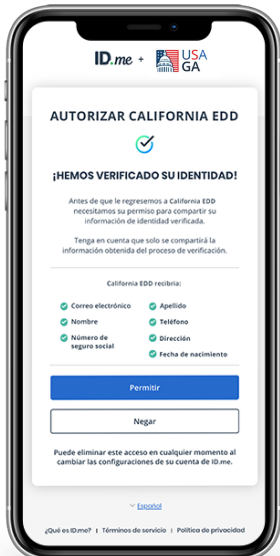 ID.me + USA GA
AUTORIZAR CALIFORNIA EDD
¡HEMOS VERIFICADO SU IDENTIDAD!
Antes de que le regresemos a California EDD
necesitamos su permiso para compartir su
información de identidad verificada.
Tenga en cuenta que solo se compartirá la
información obtenida del proceso de verificación.
California EDD recibria:
Correo electrónico
Nombre
Número de
seguro social
Apellido
Teléfono
Dirección
Fecha de nacimiento
Permitir
Negar
Puede eliminar este acceso en cualquier momento al
cambiar las configuraciones de su cuenta de ID.me.
Español
¿Qué es ID.me? | Términos de servicio | Política de privacidad